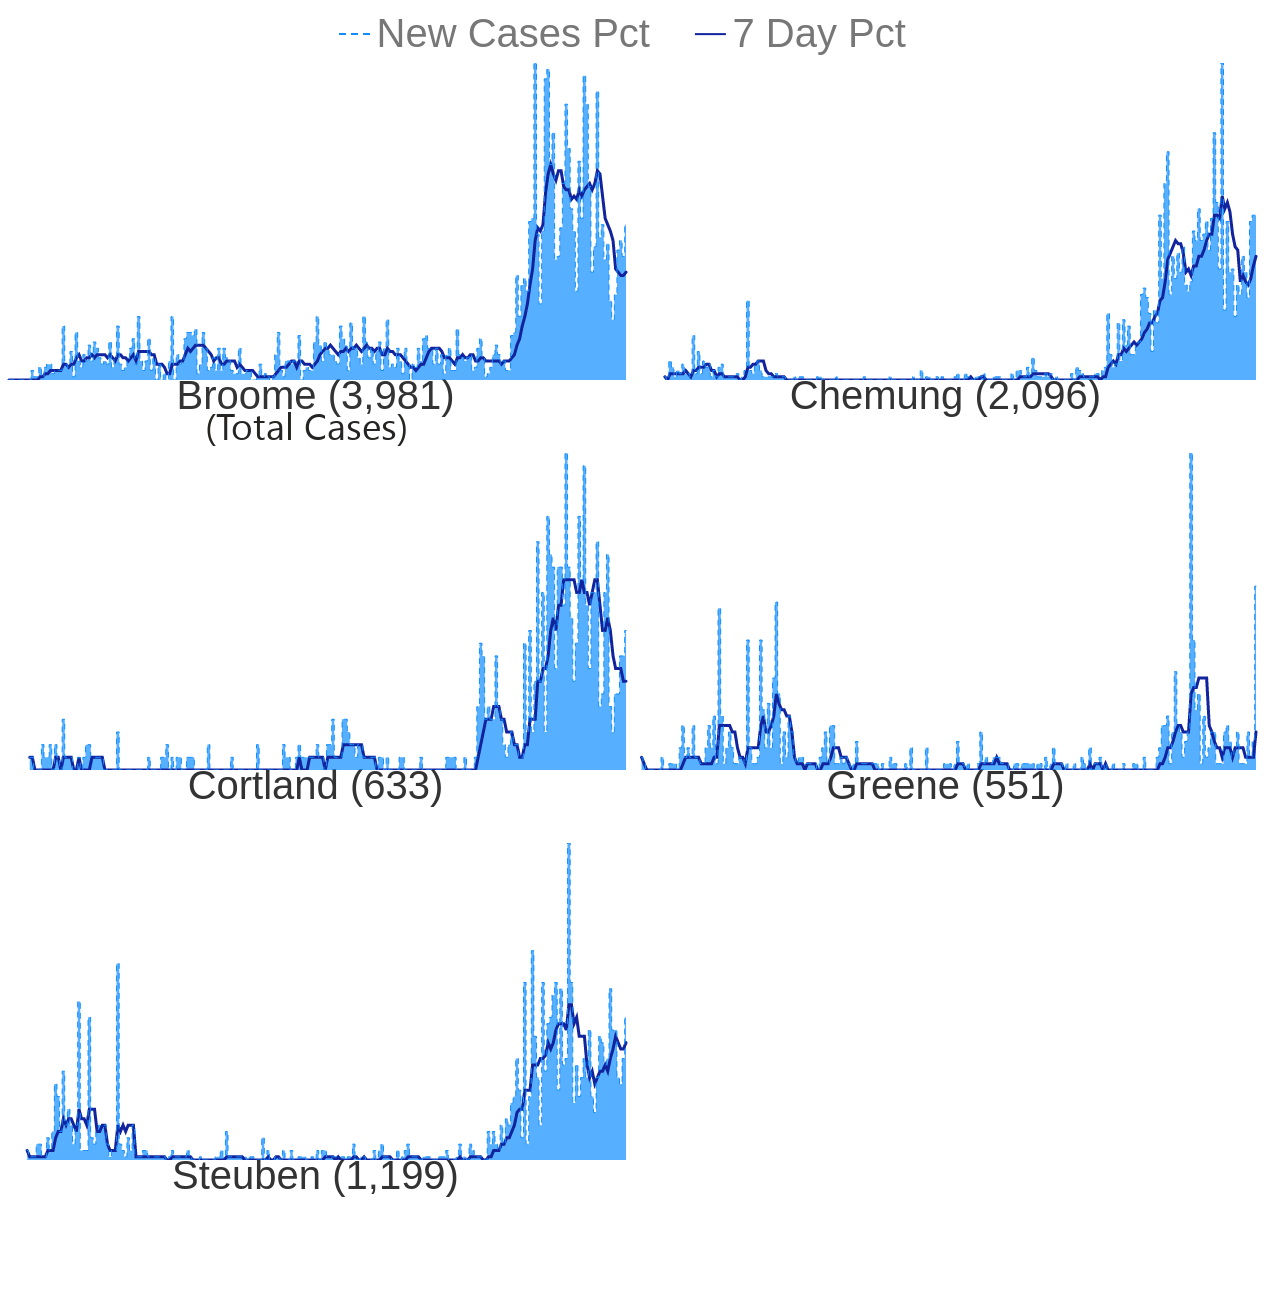 New Cases Pct 7 Day Pct
Broome (3,981)
(Total Cases)
Chemung (2,096)
Cortland (633)
Greene (551)
Steuben (1,199)